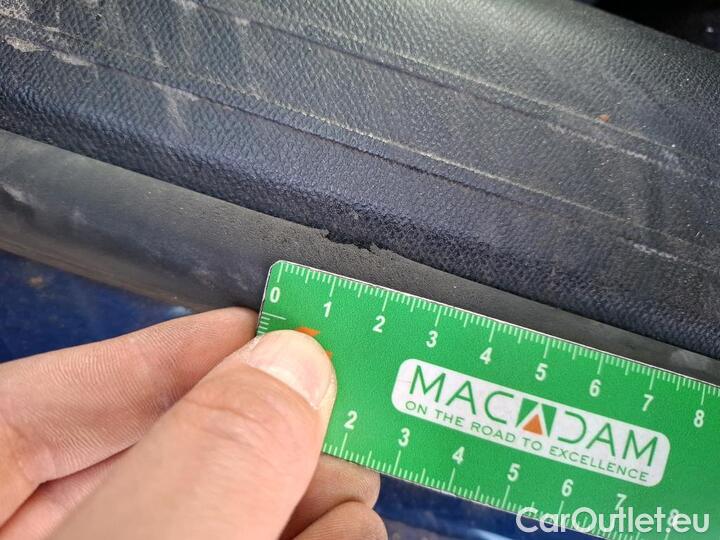 0 1 2 3 4 5 6 7 8
MACADAM
ON THE ROAD TO EXCELLENCE
2 3 4 5 6 7 8
CarOutlet.eu